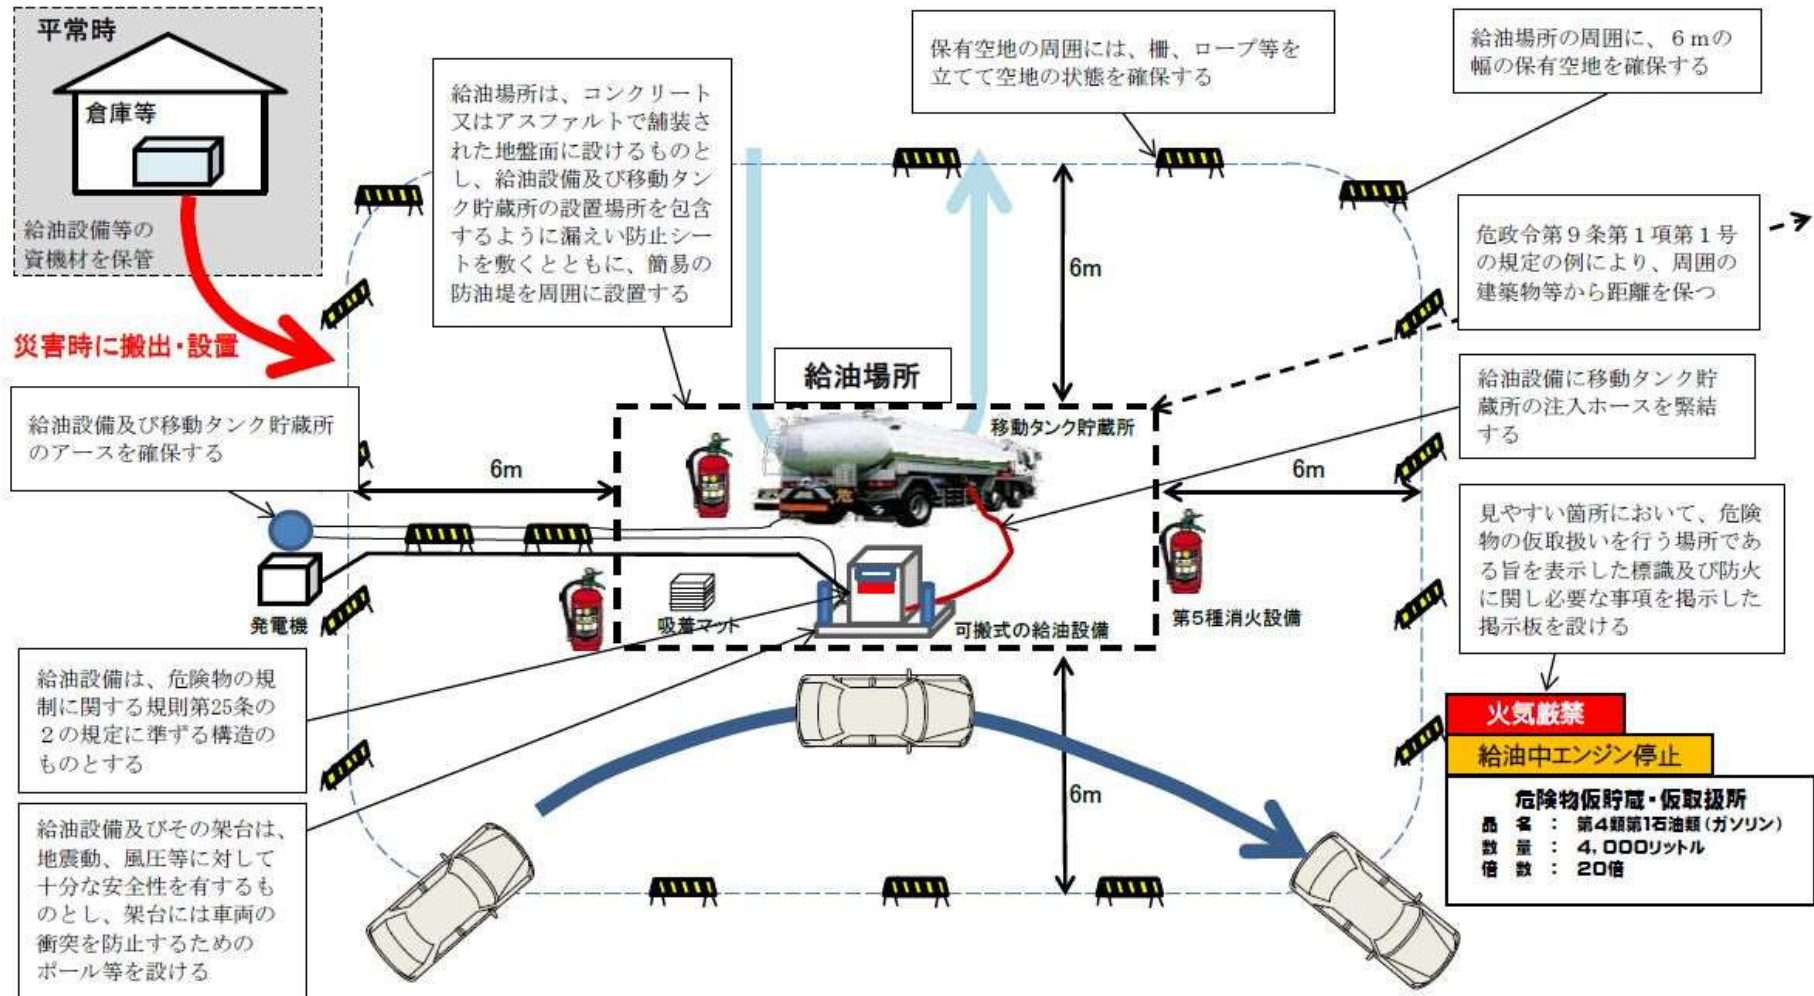 平常時
倉庫等
給油設備等の
資機材を保管
災害時に搬出・設置
給油場所は、コンクリート
又はアスファルトで舗装さ
れた地盤面に設けるものと
し、給油設備及び移動タン
ク貯蔵所の設置場所を包含
するように漏えい防止シー
トを敷くとともに、簡易の
防油堤を周囲に設置する
保有空地の周囲には、柵、ロープ等を
立てて空地の状態を確保する
給油場所の周囲に、6mの
幅の保有空地を確保する
危政令第9条第1項第1号
の規定の例により、周囲の
建築物等から距離を保つ
6m
給油場所
給油設備に移動タンク貯
蔵所の注入ホースを緊結
する
給油設備及び移動タンク貯蔵所
のアースを確保する
移動タンク貯蔵所
危
6m
6m
見やすい箇所において、危険
物の仮取扱いを行う場所であ
る旨を表示した標識及び防火
に関し必要な事項を掲示した
掲示板を設ける
発電機
吸着マット
可搬式の給油設備
第5種消火設備
給油設備は、危険物の規
制に関する規則第25条の
2の規定に準ずる構造の
ものとする
給油設備及びその架台は、
地震動、風圧等に対して
十分な安全性を有するも
のとし、架台には車両の
衝突を防止するための
ポール等を設ける
6m
火気厳禁
給油中エンジン停止
危険物仮貯蔵・仮取扱所
品 名 : 第4類第1石油類(ガソリン)
数 量 : 4,000リットル
倍 数 : 20倍